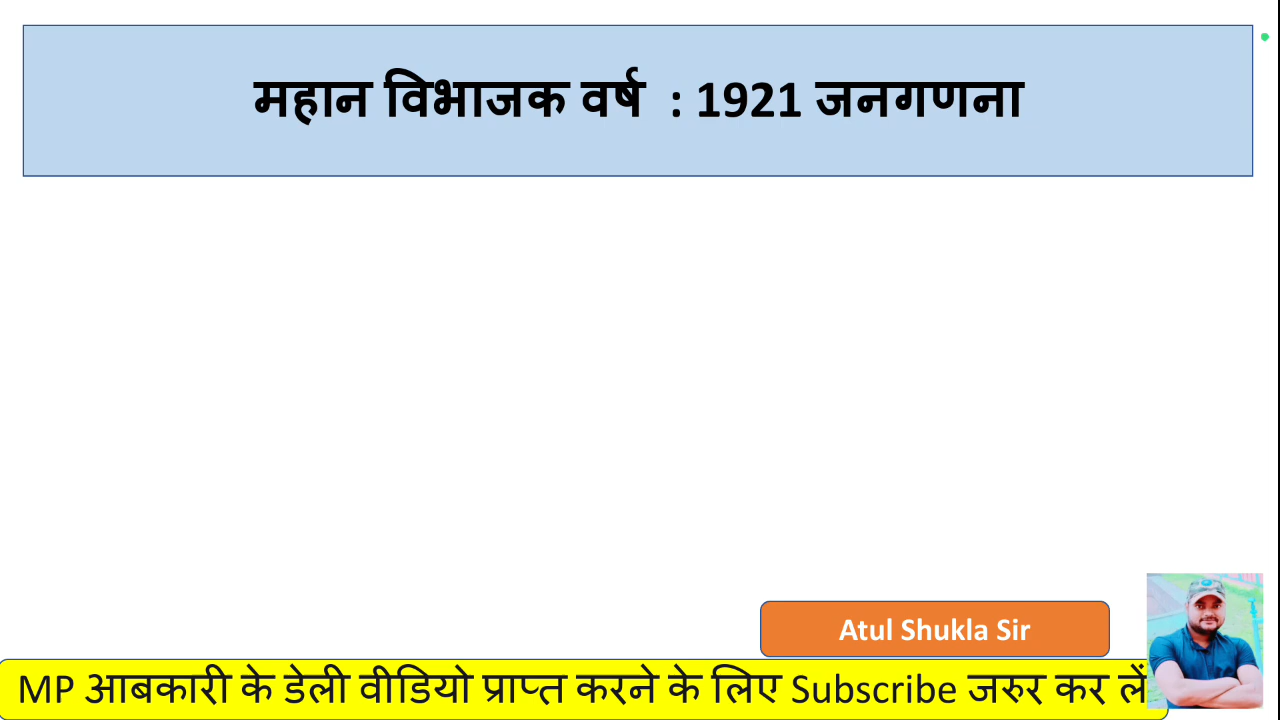 महान विभाजक वर्ष : 1921 जनगणना
Atul Shukla Sir
MP आबकारी के डेली वीडियो प्राप्त करने के लिए Subscribe जरुर कर लें